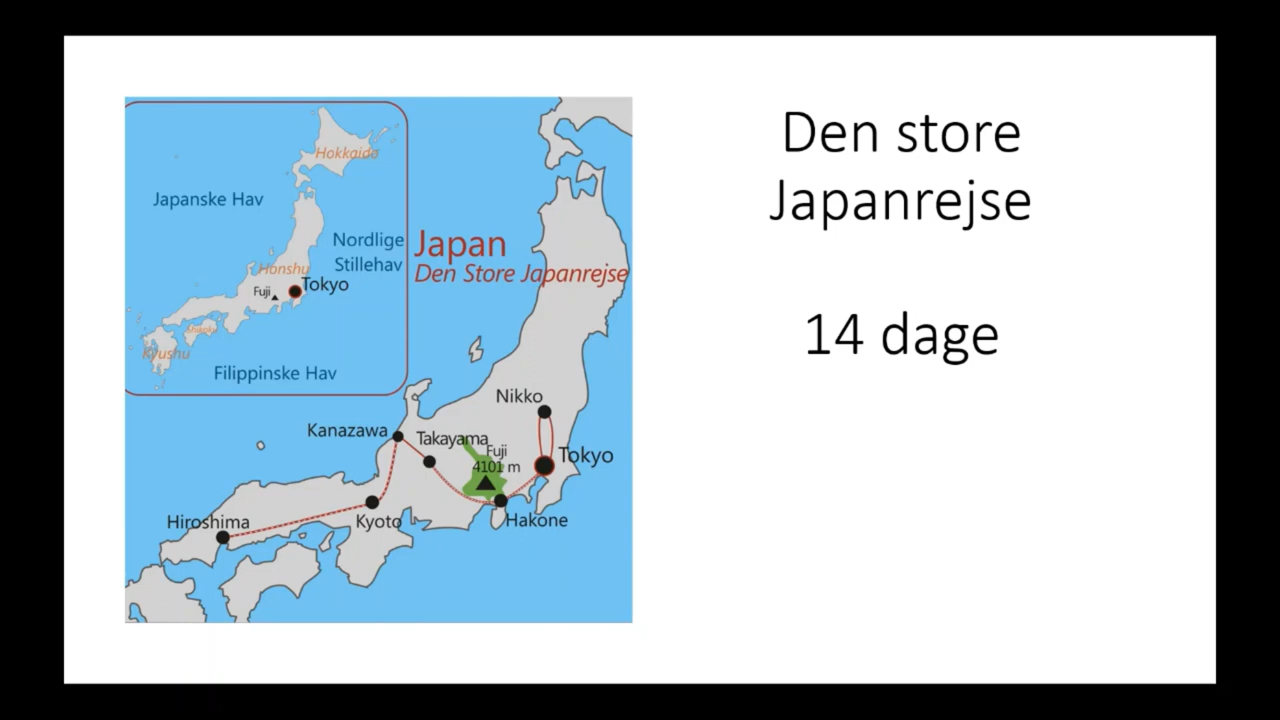 Den store
Japanrejse
14 dage
Hokkaido
Japanske Hav
Nordlige
Stillehav
Honshu
Tokyo
Fuji
Shikoku
Kyushu
Filippinske Hav
Japan
Den Store Japanrejse
Nikko
Kanazawa
Takayama
Fuji
4101 m
Tokyo
Hiroshima
Kyoto
Hakone